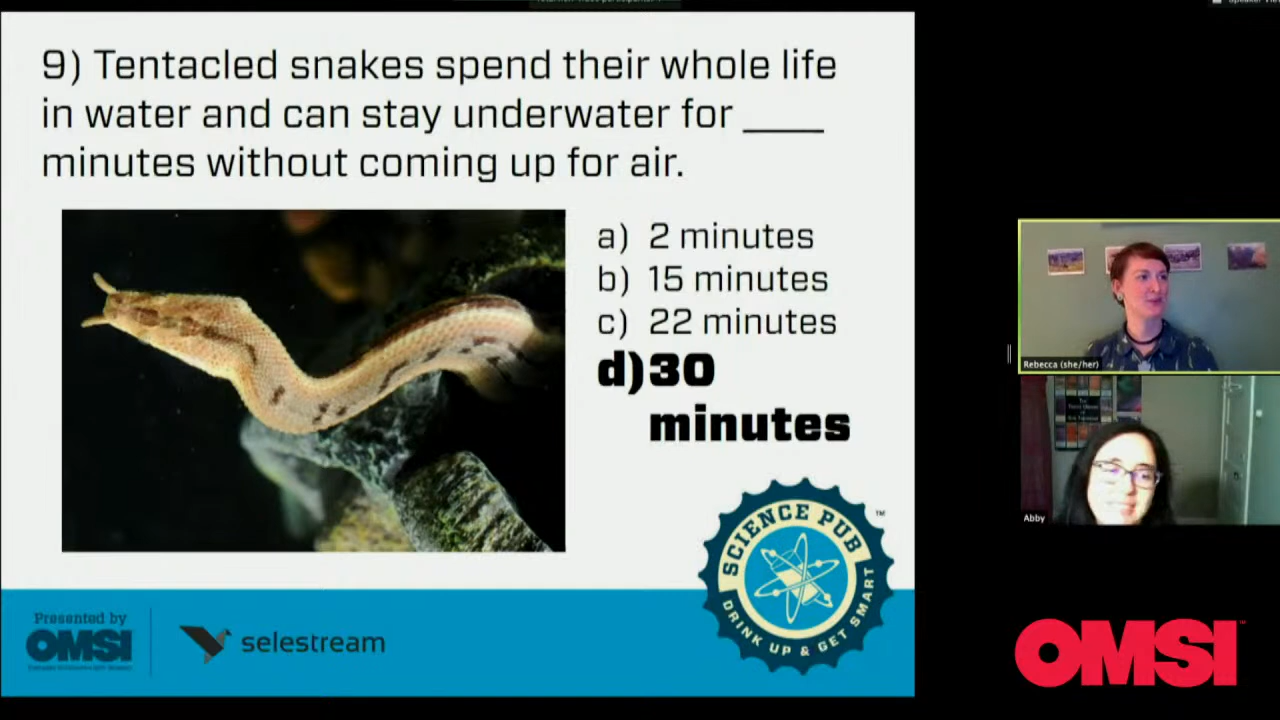 9) Tentacled snakes spend their whole life
in water and can stay underwater for ____
minutes without coming up for air.
a) 2 minutes
b) 15 minutes
c) 22 minutes
d) 30
minutes
SCIENCE PUB
DRINK UP & GET SMART
™
Presented by
OMSI
selestream
Rebecca (she/her)
Abby
OMSI